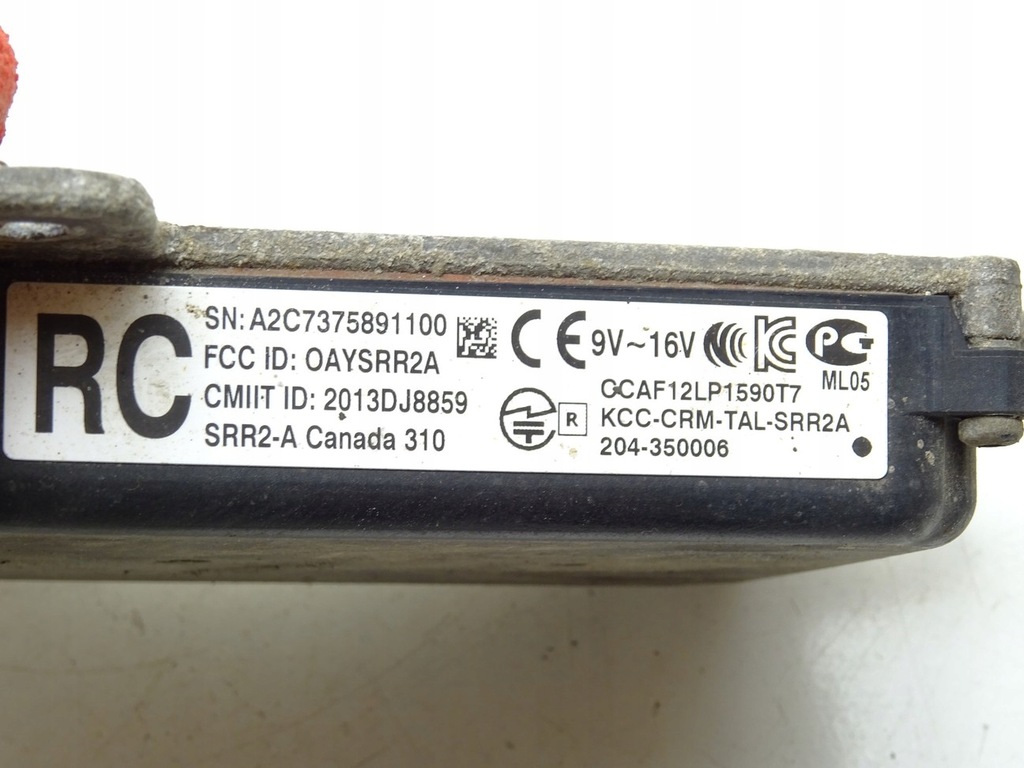 RC
SN: A2C7375891100
FCC ID: OAYSRR2A
CMIIT ID: 2013DJ8859
SRR2-A Canada 310
CE 9V~16V
ML05
R
CCAF12LP1590T7
KCC-CRM-TAL-SRR2A
204-350006